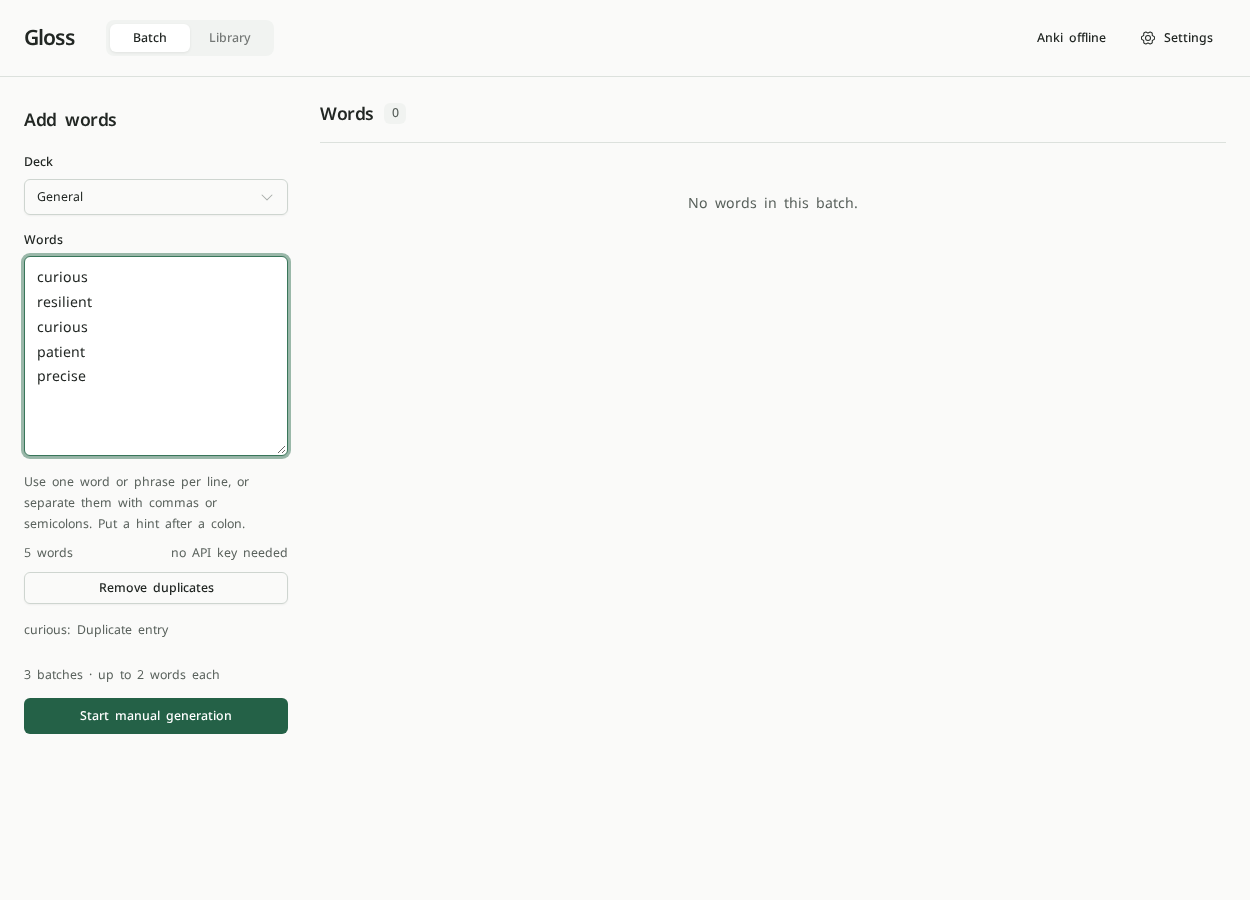 Gloss
Batch
Library
Anki offline
Settings
Add words
Deck
General
Words
curious
resilient
curious
patient
precise
Use one word or phrase per line, or
separate them with commas or
semicolons. Put a hint after a colon.
5 words
no API key needed
Remove duplicates
curious: Duplicate entry
3 batches · up to 2 words each
Start manual generation
Words 0
No words in this batch.